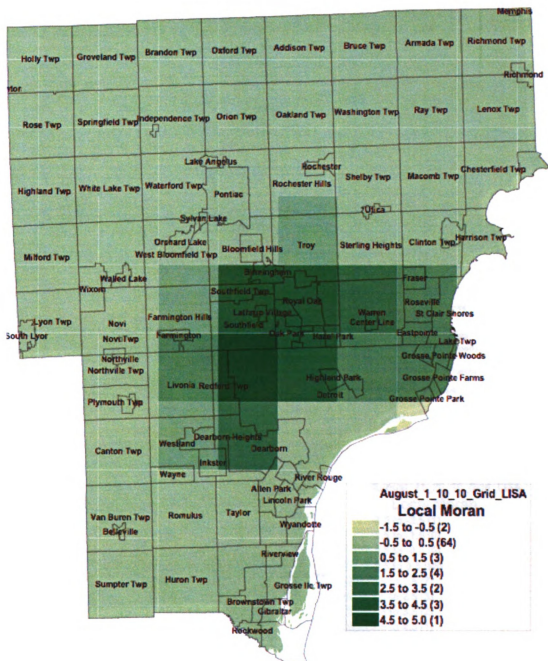 Memphis
Holly Twp
Groveland Twp
Brandon Twp
Oxford Twp
Addison Twp
Bruce Twp
Armada Twp
Richmond Twp
Richmond
Rose Twp
Springfield Twp
Independence Twp
Orion Twp
Oakland Twp
Washington Twp
Ray Twp
Lenox Twp
Lake Angelus
Rochester
Highland Twp
White Lake Twp
Waterford Twp
Pontiac
Rochester Hills
Shelby Twp
Macomb Twp
Chesterfield Twp
Sylvan Lake
Utica
Milford Twp
Orchard Lake
West Bloomfield Twp
Bloomfield Hills
Troy
Sterling Heights
Clinton Twp
Harrison Twp
Walled Lake
Wixom
Birmingham
Fraser
Lyon Twp
South Lyon
Novi
Novi Twp
Farmington Hills
Farmington
Southfield Twp
Lathrup Village
Southfield
Royal Oak
Oak Park
Hazel Park
Warren
Center Line
Roseville
St Clair Shores
Eastpointe
Lake Twp
Northville
Northville Twp
Grosse Pointe Woods
Grosse Pointe Farms
Grosse Pointe Park
Plymouth Twp
Livonia
Redford Twp
Highland Park
Detroit
Canton Twp
Westland
Dearborn Heights
Dearborn
Wayne
Inkster
River Rouge
Allen Park
Lincoln Park
Van Buren Twp
Belleville
Romulus
Taylor
Wyandotte
Riverview
Sumpter Twp
Huron Twp
Grosse Ile Twp
Brownstown Twp
Gibraltar
Rockwood
August_1_10_10_Grid_LISA
Local Moran
-1.5 to -0.5 (2)
-0.5 to 0.5 (64)
0.5 to 1.5 (3)
1.5 to 2.5 (4)
2.5 to 3.5 (2)
3.5 to 4.5 (3)
4.5 to 5.0 (1)